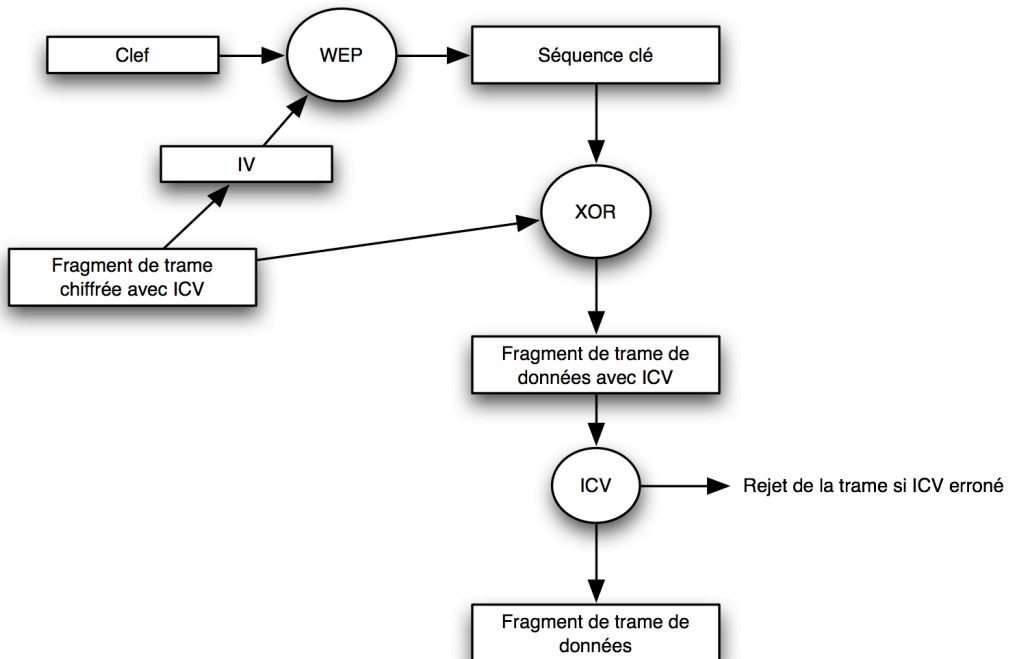 Clef
WEP
Séquence clé
IV
XOR
Fragment de trame
chiffrée avec ICV
Fragment de trame de
données avec ICV
ICV
Rejet de la trame si ICV erroné
Fragment de trame de
données